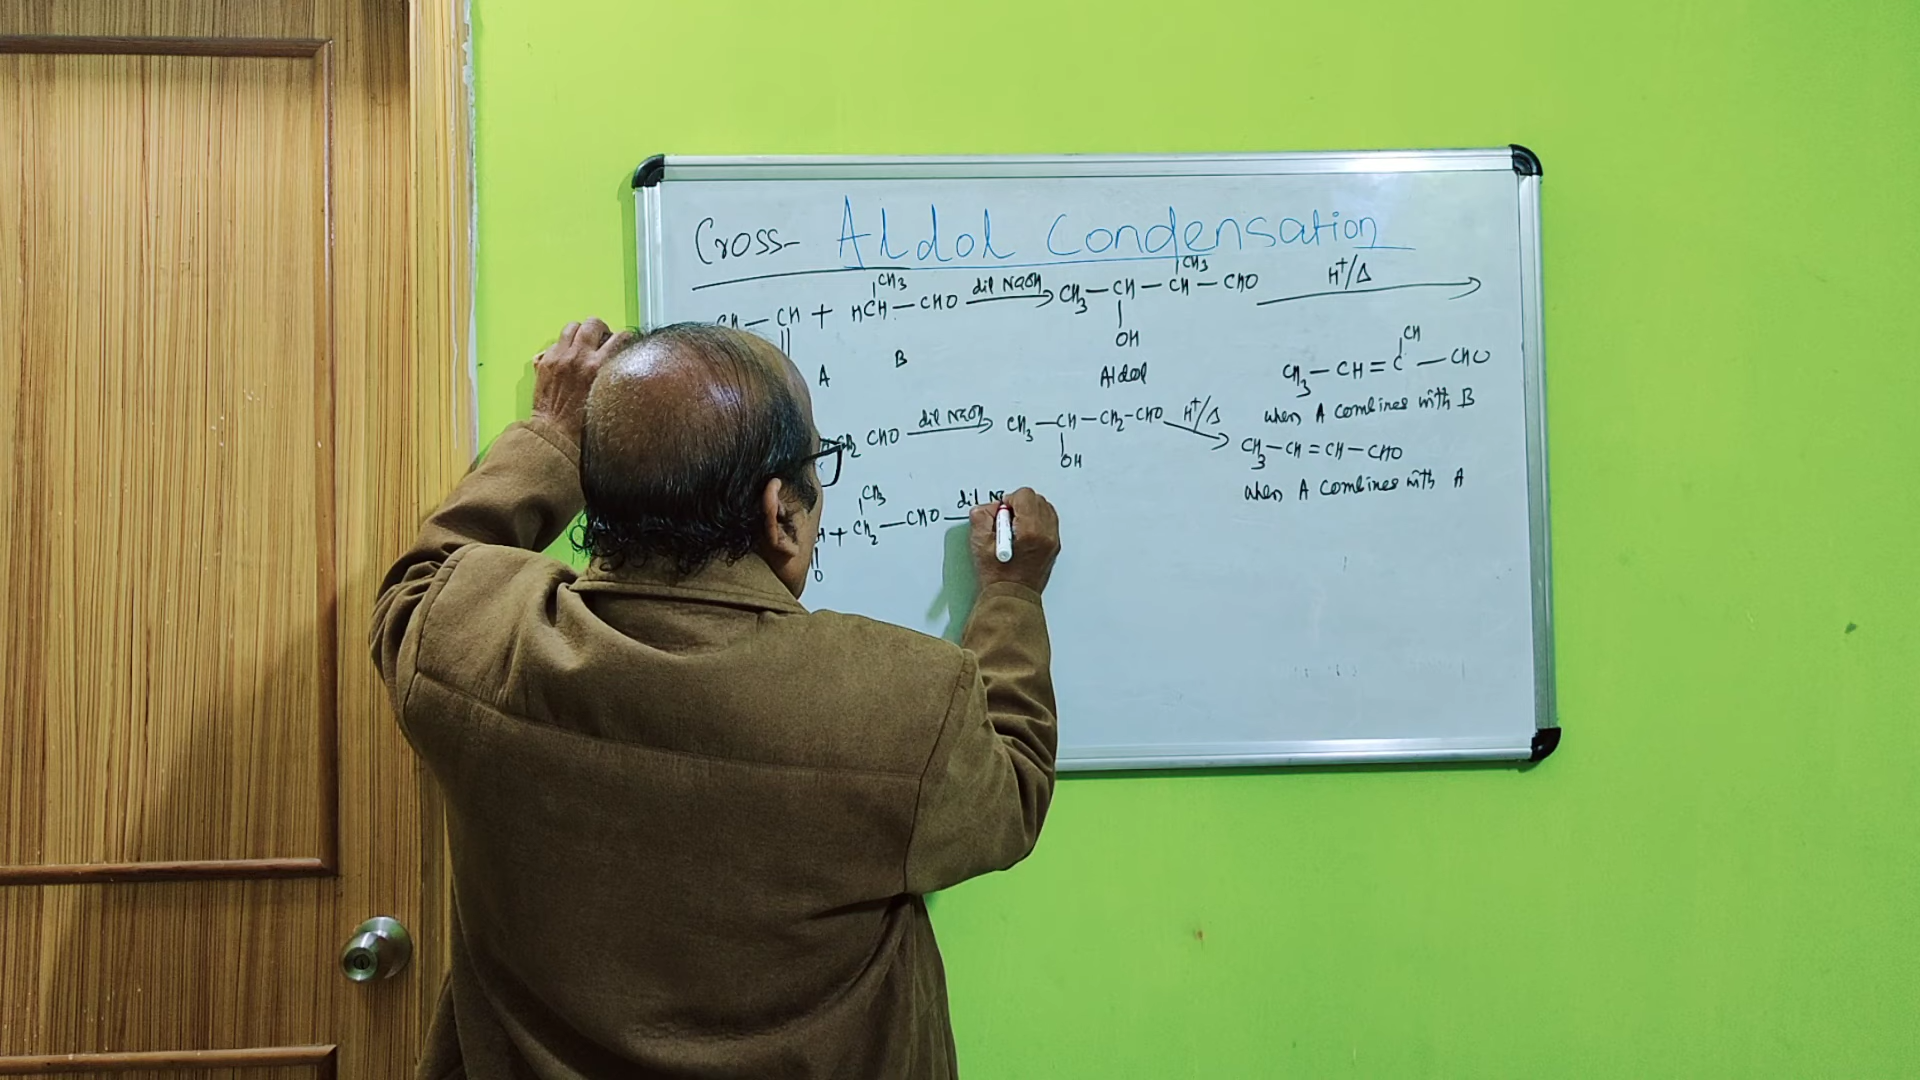 Cross- Aldol Condensation
CH — CH + HCH — CHO dil NaOH CH3 — CH — CH — CHO H+/Δ
CH3
CH3
OH
A
B
Aldol
CH3 — CH = C — CHO
CH
when A combines with B
CH2 CHO dil NaOH CH3 — CH — CH2 — CHO H+/Δ CH3 — CH = CH — CHO
OH
when A combines with A
H + CH2 — CHO dil
CH3
O